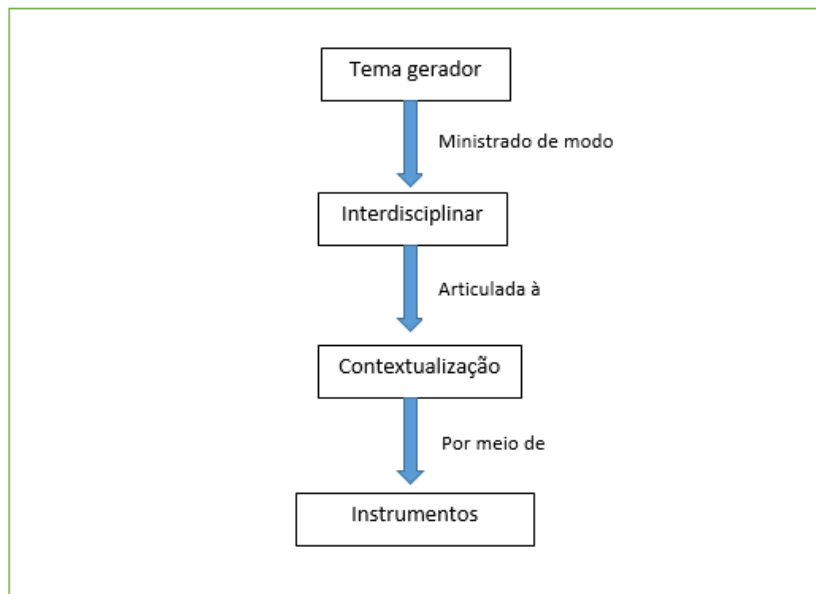 Tema gerador
Ministrado de modo
Interdisciplinar
Articulada à
Contextualização
Por meio de
Instrumentos